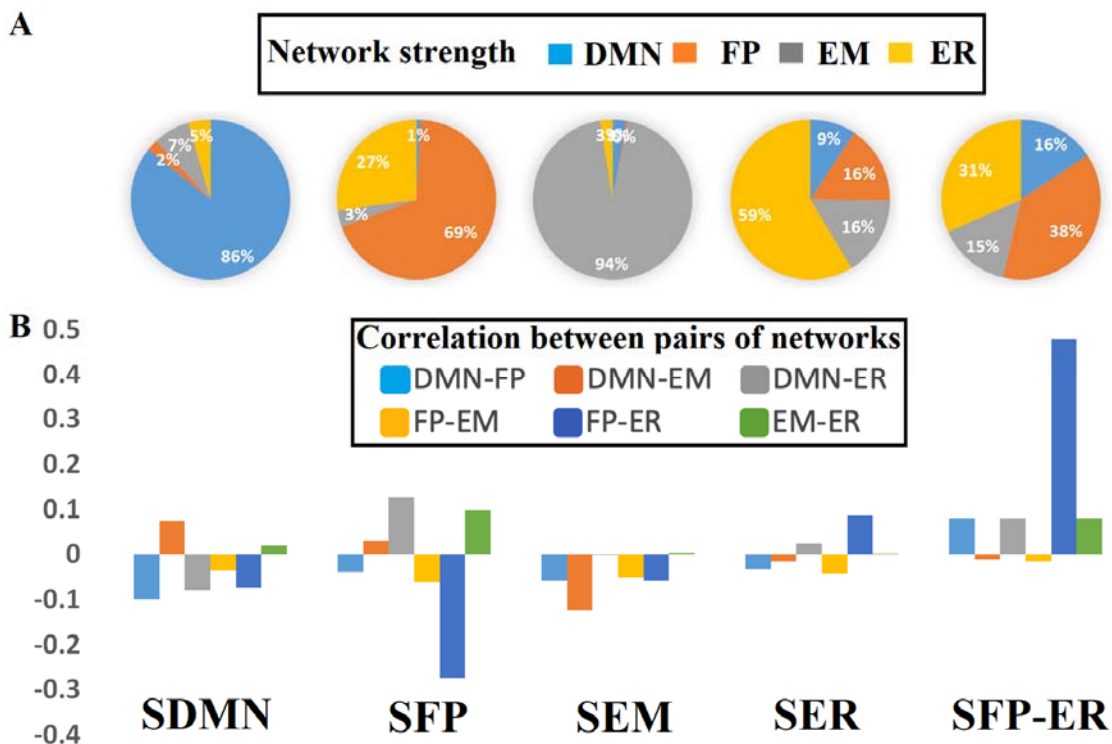 A
Network strength DMN FP EM ER
5% 7% 2% 86%
1% 27% 3% 69%
3% 0% 94%
9% 16% 16% 59%
16% 31% 38% 15%
B
Correlation between pairs of networks
DMN-FP DMN-EM DMN-ER
FP-EM FP-ER EM-ER
0.5
0.4
0.3
0.2
0.1
0
-0.1
-0.2
-0.3
-0.4
SDMN SFP SEM SER SFP-ER